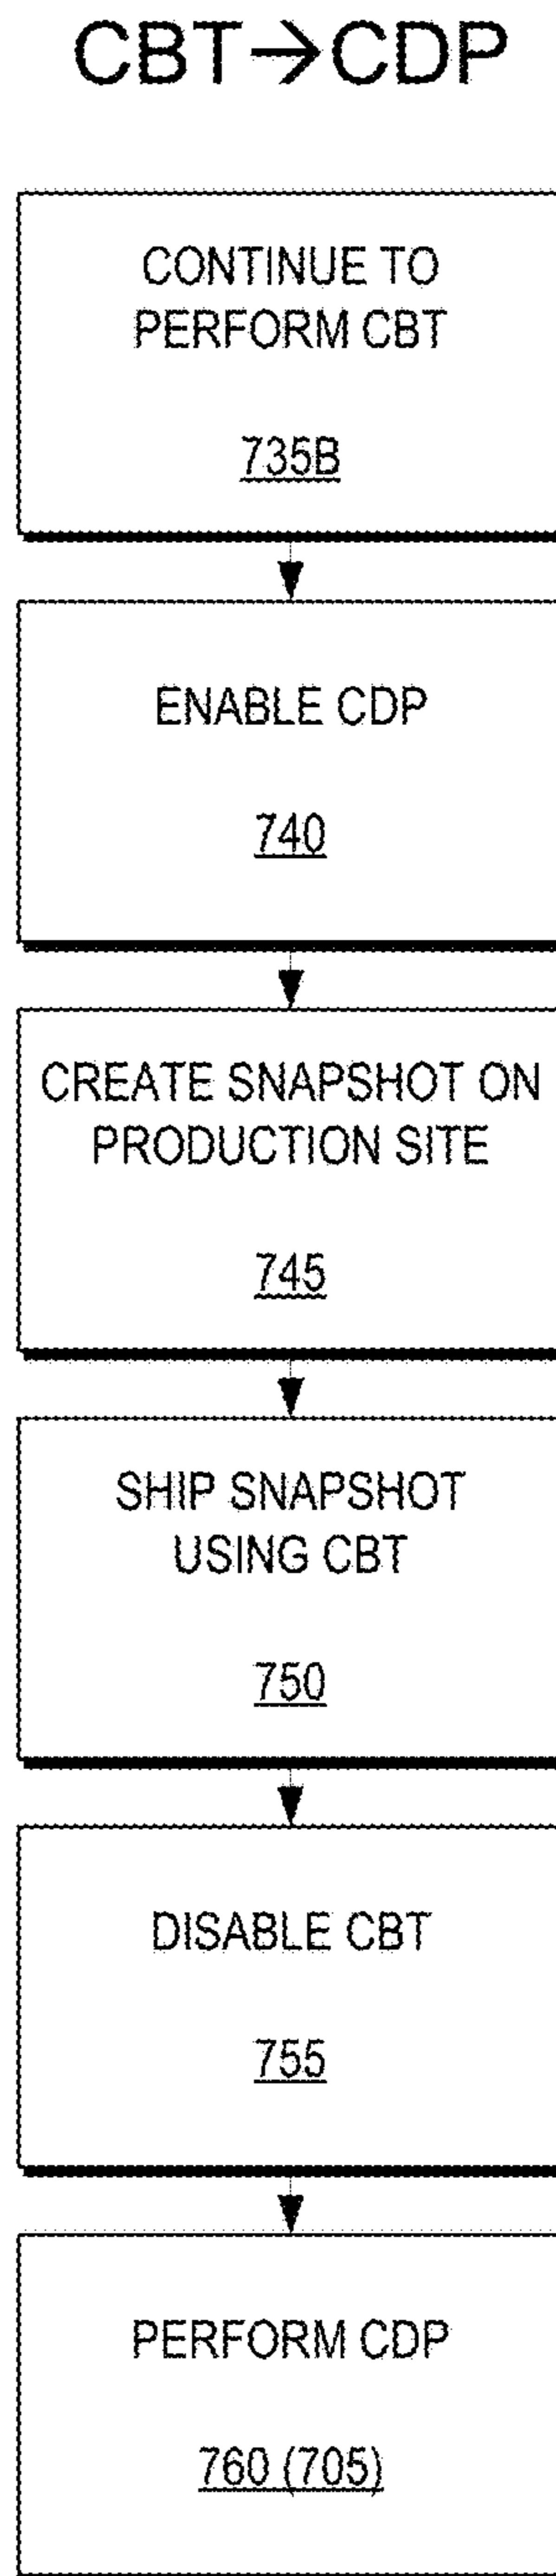 CBT→CDP
CONTINUE TO
PERFORM CBT
735B
ENABLE CDP
740
CREATE SNAPSHOT ON
PRODUCTION SITE
745
SHIP SNAPSHOT
USING CBT
750
DISABLE CBT
755
PERFORM CDP
760 (705)